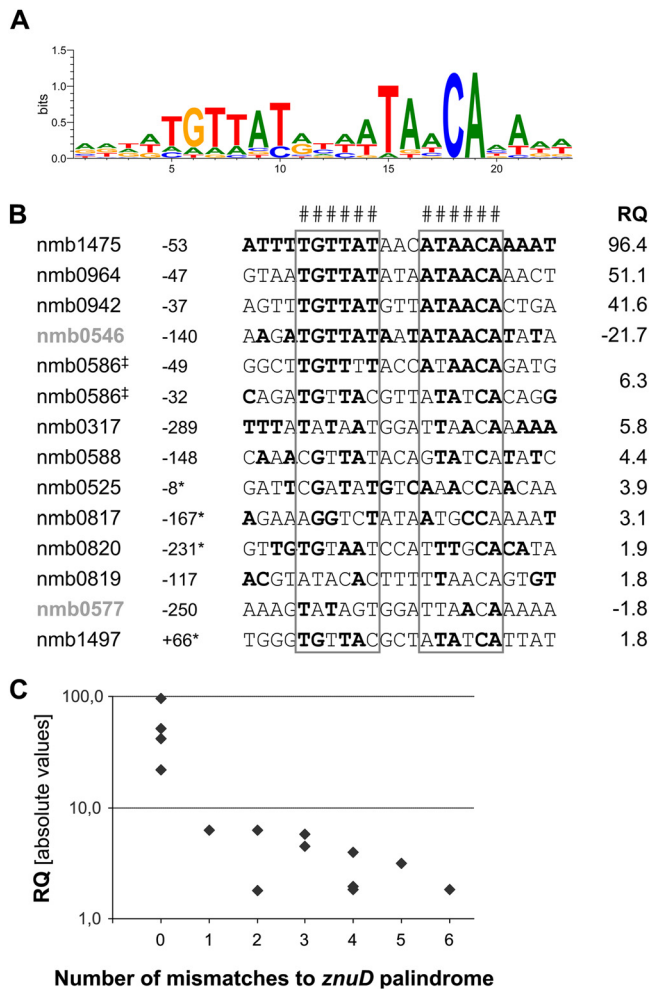 A
bits
1.5
1.0
0.5
0.0
5 10 15 20
TGTTAT TAACA A
B
###### ###### RQ
nmb1475 -53 ATTTTGTTATAACATAACAAAAT 96.4
nmb0964 -47 GTAATGTTATATAATAACAAACT 51.1
nmb0942 -37 AGTTTGTTATGTTATAACACTGA 41.6
nmb0546 -140 AAGATGTTATAATATAACATATA -21.7
nmb0586‡ -49 GGCTTGTTTTACCATAACAGATG
6.3
nmb0586‡ -32 CAGATGTTACGTTATATCACAGG
nmb0317 -289 TTTATATAATGGATTAACAAAAA 5.8
nmb0588 -148 CAAACGTTATACAGTATCATATC 4.4
nmb0525 -8* GATTCGATATGTCAAACCAACAA 3.9
nmb0817 -167* AGAAAGGTCTATAATGCCAAAAT 3.1
nmb0820 -231* GTTGTGTAATCCATTTGCACATA 1.9
nmb0819 -117 ACGTATACACTTTTTAACAGTGT 1.8
nmb0577 -250 AAAGTATAGTGGATTAACAAAAA -1.8
nmb1497 +66* TGGGTGTTACGCTATATCATTAT 1.8
C
RQ [absolute values]
100,0
10,0
1,0
0 1 2 3 4 5 6
Number of mismatches to znuD palindrome